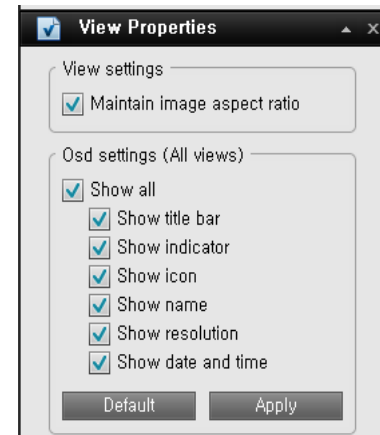 View Properties
View settings
Maintain image aspect ratio
Osd settings (All views)
Show all
Show title bar
Show indicator
Show icon
Show name
Show resolution
Show date and time
Default Apply